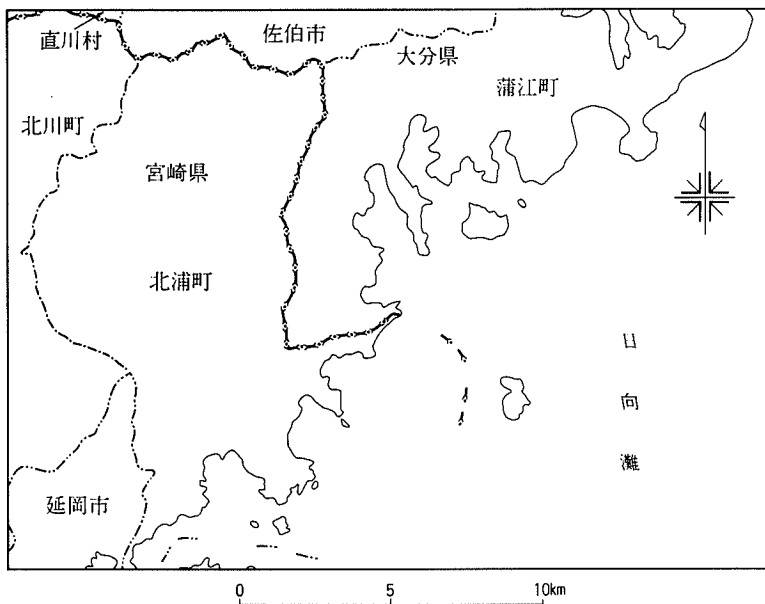 佐伯市
直川村
大分県
蒲江町
北川町
宮崎県
北浦町
日向灘
延岡市
0 5 10km